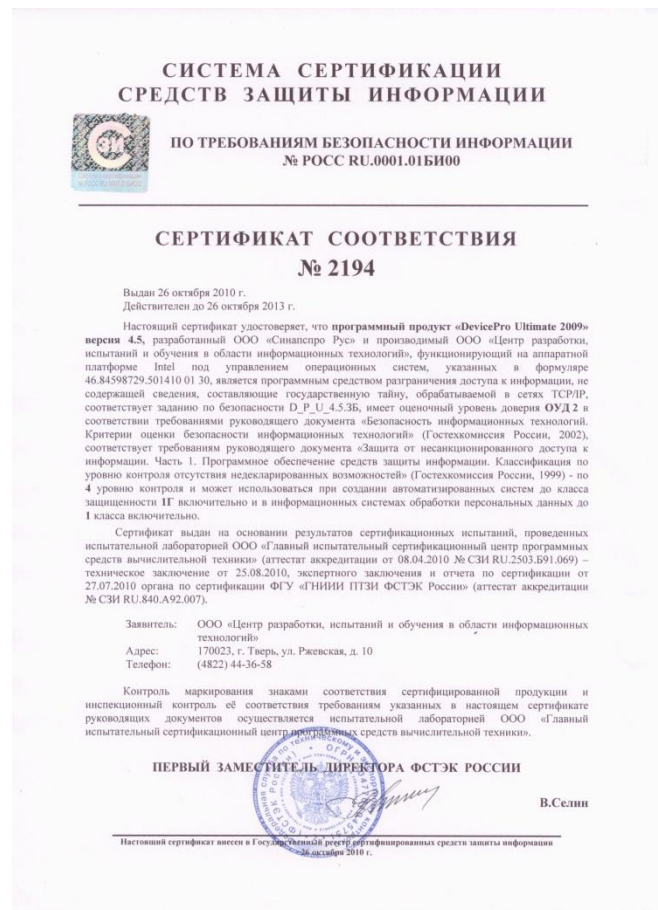 СИСТЕМА СЕРТИФИКАЦИИ
СРЕДСТВ ЗАЩИТЫ ИНФОРМАЦИИ
ПО ТРЕБОВАНИЯМ БЕЗОПАСНОСТИ ИНФОРМАЦИИ
№ РОСС RU.0001.01БИ00
СЕРТИФИКАТ СООТВЕТСТВИЯ
№ 2194
Выдан 26 октября 2010 г.
Действителен до 26 октября 2013 г.
Настоящий сертификат удостоверяет, что программный продукт «DevicePro Ultimate 2009»
версия 4.5, разработанный ООО «Синапспро Рус» и производимый ООО «Центр разработки,
испытаний и обучения в области информационных технологий», функционирующий на аппаратной
платформе Intel под управлением операционных систем, указанных в формуляре
46.84598729.501410 01 30, является программным средством разграничения доступа к информации, не
содержащей сведения, составляющие государственную тайну, обрабатываемой в сетях TCP/IP,
соответствует заданию по безопасности D_P_U_4.5.ЗБ, имеет оценочный уровень доверия ОУД 2 в
соответствии требованиями руководящего документа «Безопасность информационных технологий.
Критерии оценки безопасности информационных технологий» (Гостехкомиссия России, 2002),
соответствует требованиям руководящего документа «Защита от несанкционированного доступа к
информации. Часть 1. Программное обеспечение средств защиты информации. Классификация по
уровню контроля отсутствия недекларированных возможностей» (Гостехкомиссия России, 1999) - по
4 уровню контроля и может использоваться при создании автоматизированных систем до класса
защищенности 1Г включительно и в информационных системах обработки персональных данных до
1 класса включительно.
Сертификат выдан на основании результатов сертификационных испытаний, проведенных
испытательной лабораторией ООО «Главный испытательный сертификационный центр программных
средств вычислительной техники» (аттестат аккредитации от 08.04.2010 № СЗИ RU.2503.Б91.069) –
техническое заключение от 25.08.2010, экспертного заключения и отчета по сертификации от
27.07.2010 органа по сертификации ФГУ «ГНИИИ ПТЗИ ФСТЭК России» (аттестат аккредитации
№ СЗИ RU.840.А92.007).
Заявитель: ООО «Центр разработки, испытаний и обучения в области информационных
технологий»
Адрес: 170023, г. Тверь, ул. Ржевская, д. 10
Телефон: (4822) 44-36-58
Контроль маркирования знаками соответствия сертифицированной продукции и
инспекционный контроль её соответствия требованиям указанных в настоящем сертификате
руководящих документов осуществляется испытательной лабораторией ООО «Главный
испытательный сертификационный центр программных средств вычислительной техники».
ПЕРВЫЙ ЗАМЕСТИТЕЛЬ ДИРЕКТОРА ФСТЭК РОССИИ
В.Селин
Настоящий сертификат внесен в Государственный реестр сертифицированных средств защиты информации
26 октября 2010 г.